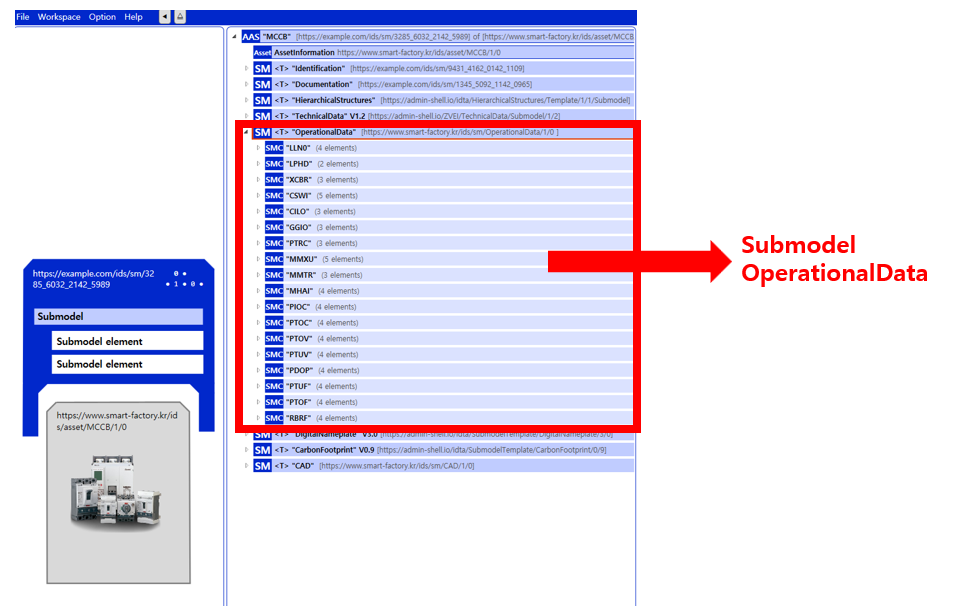 File Workspace Option Help
AAS "MCCB" [https://example.com/ids/sm/3285_6032_2142_5989] of [https://www.smart-factory.kr/ids/asset/MCCB
Asset AssetInformation https://www.smart-factory.kr/ids/asset/MCCB/1/0
SM <T> "Identification" [https://example.com/ids/sm/9431_4162_0142_1109]
SM <T> "Documentation" [https://example.com/ids/sm/1345_5092_1142_0965]
SM <T> "HierarchicalStructures" [https://admin-shell.io/idta/HierarchicalStructures/Template/1/1/Submodel]
SM <T> "TechnicalData" V1.2 [https://admin-shell.io/ZVEI/TechnicalData/Submodel/1/2]
SM <T> "OperationalData" [https://www.smart-factory.kr/ids/sm/OperationalData/1/0 ]
SMC "LLN0" (4 elements)
SMC "LPHD" (2 elements)
SMC "XCBR" (3 elements)
SMC "CSWI" (5 elements)
SMC "CILO" (3 elements)
SMC "GGIO" (3 elements)
SMC "PTRC" (3 elements)
SMC "MMXU" (5 elements)
SMC "MMTR" (3 elements)
SMC "MHAI" (4 elements)
SMC "PIOC" (4 elements)
SMC "PTOC" (4 elements)
SMC "PTOV" (4 elements)
SMC "PTUV" (4 elements)
SMC "PDOP" (4 elements)
SMC "PTUF" (4 elements)
SMC "PTOF" (4 elements)
SMC "RBRF" (4 elements)
SM <T> "DigitalNameplate" V3.0 [https://admin-shell.io/idta/SubmodelTemplate/DigitalNameplate/3/0]
SM <T> "CarbonFootprint" V0.9 [https://admin-shell.io/idta/SubmodelTemplate/CarbonFootprint/0/9]
SM <T> "CAD" [https://www.smart-factory.kr/ids/sm/CAD/1/0]
Submodel
OperationalData
https://example.com/ids/sm/32
85_6032_2142_5989
0 •
• 1 • 0 •
Submodel
Submodel element
Submodel element
https://www.smart-factory.kr/id
s/asset/MCCB/1/0